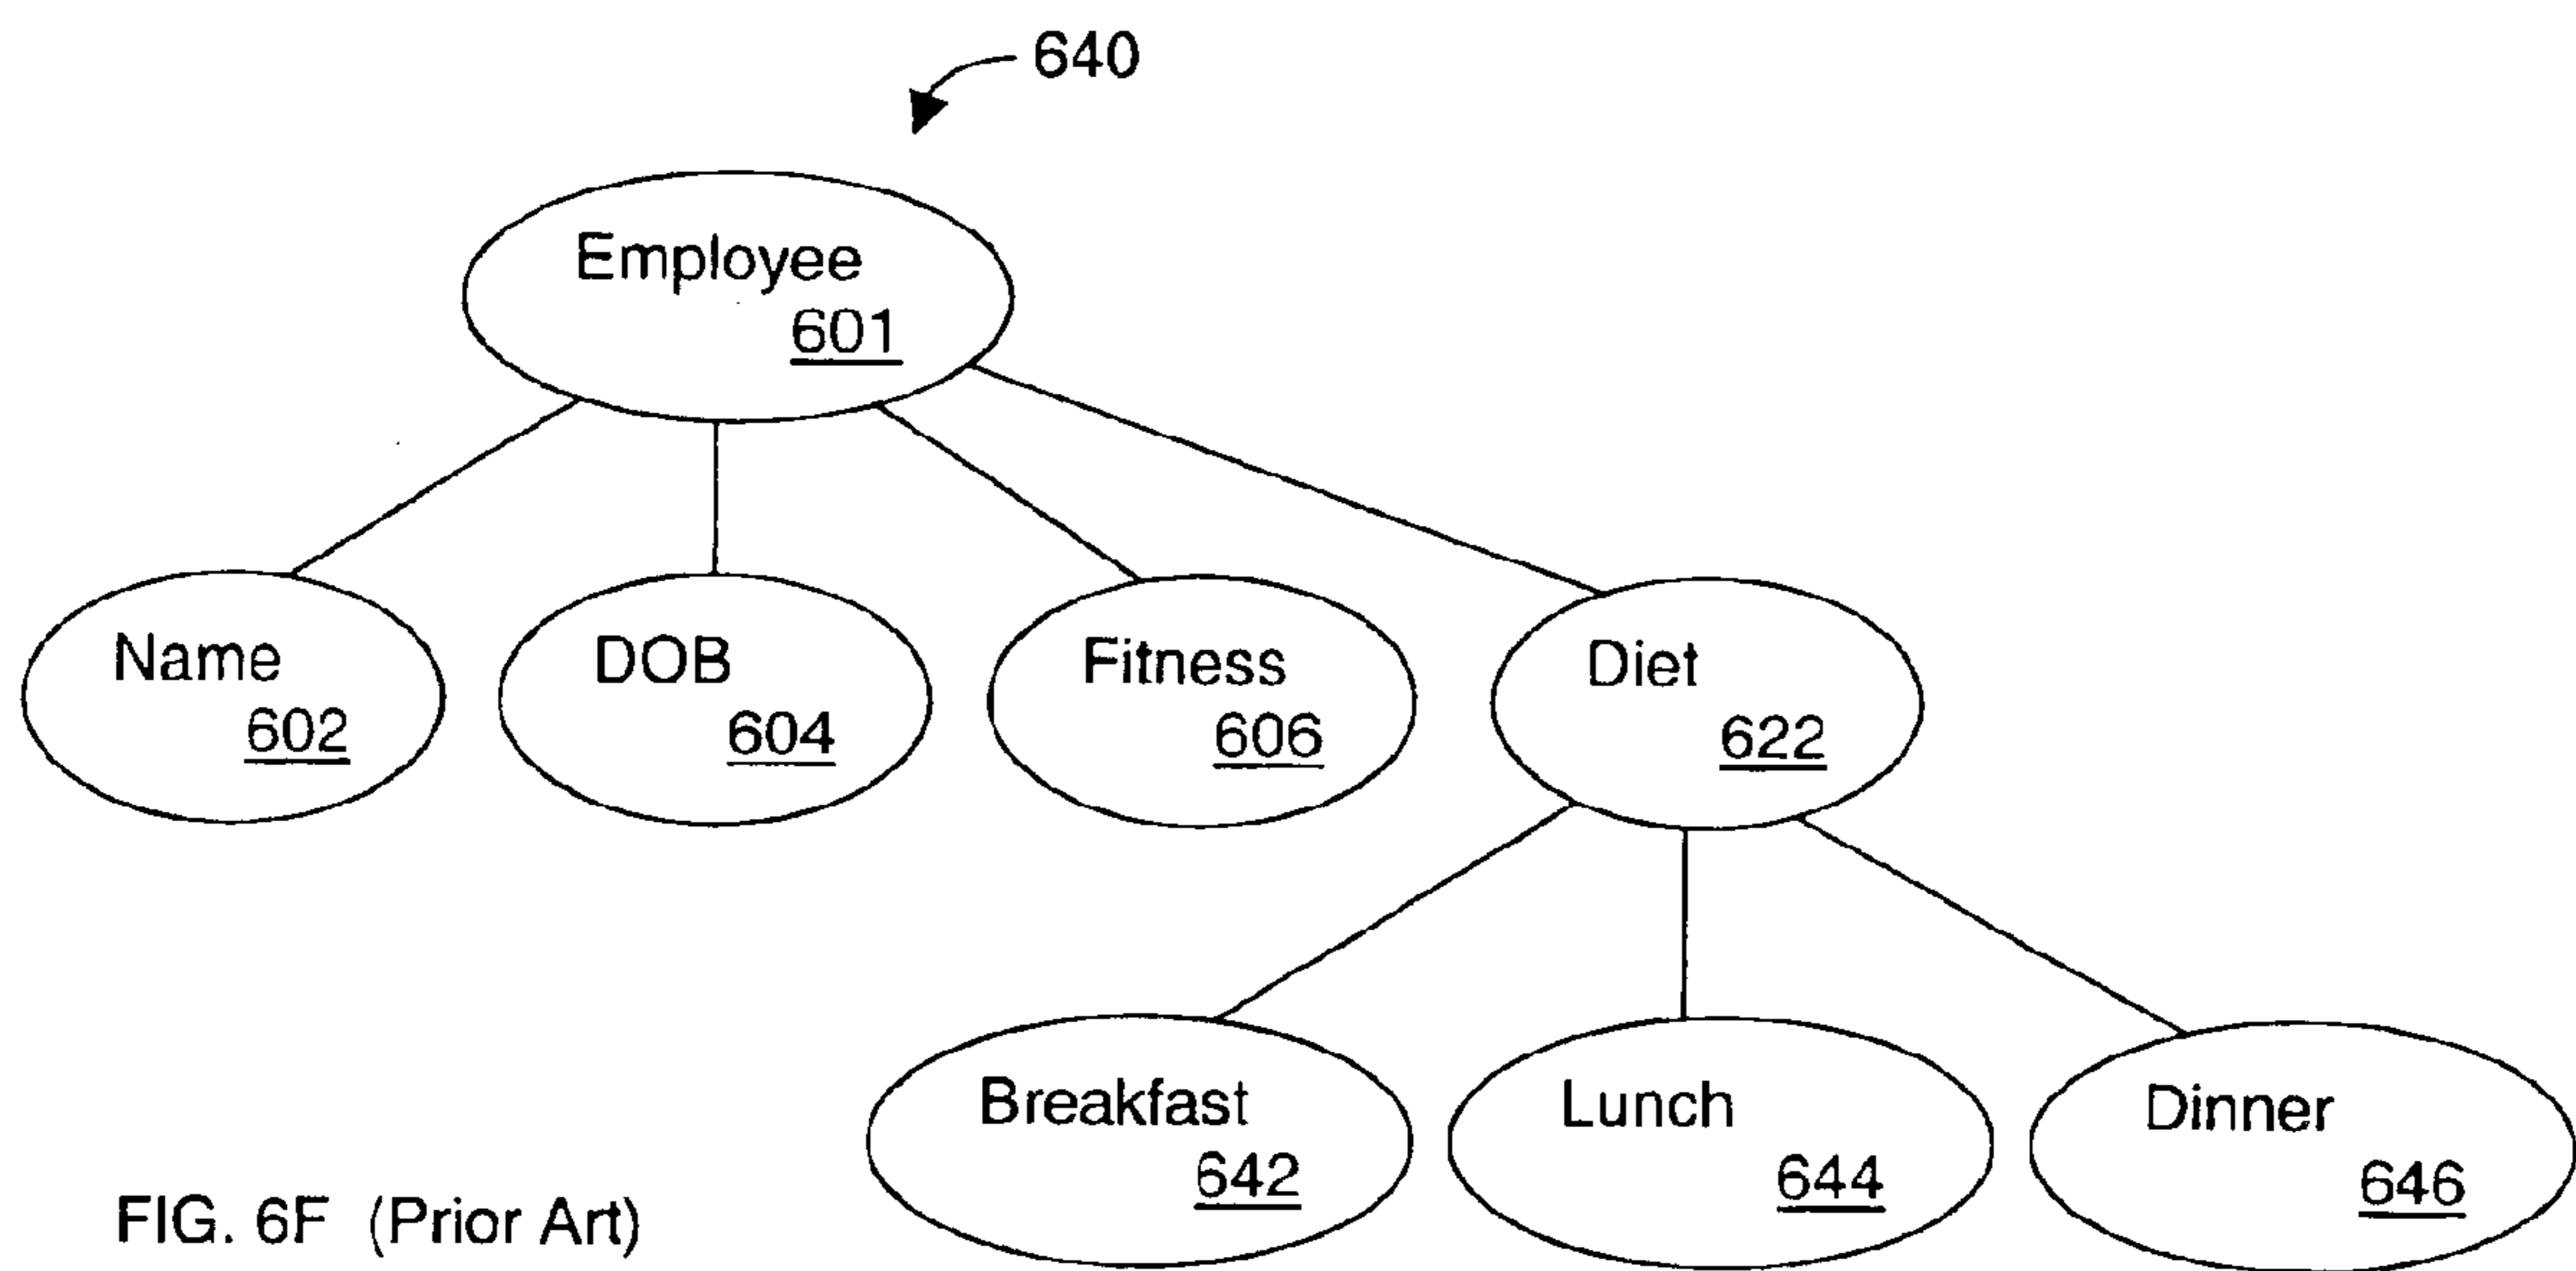 640
Employee
601
Name
602
DOB
604
Fitness
606
Diet
622
Breakfast
642
Lunch
644
Dinner
646
FIG. 6F (Prior Art)